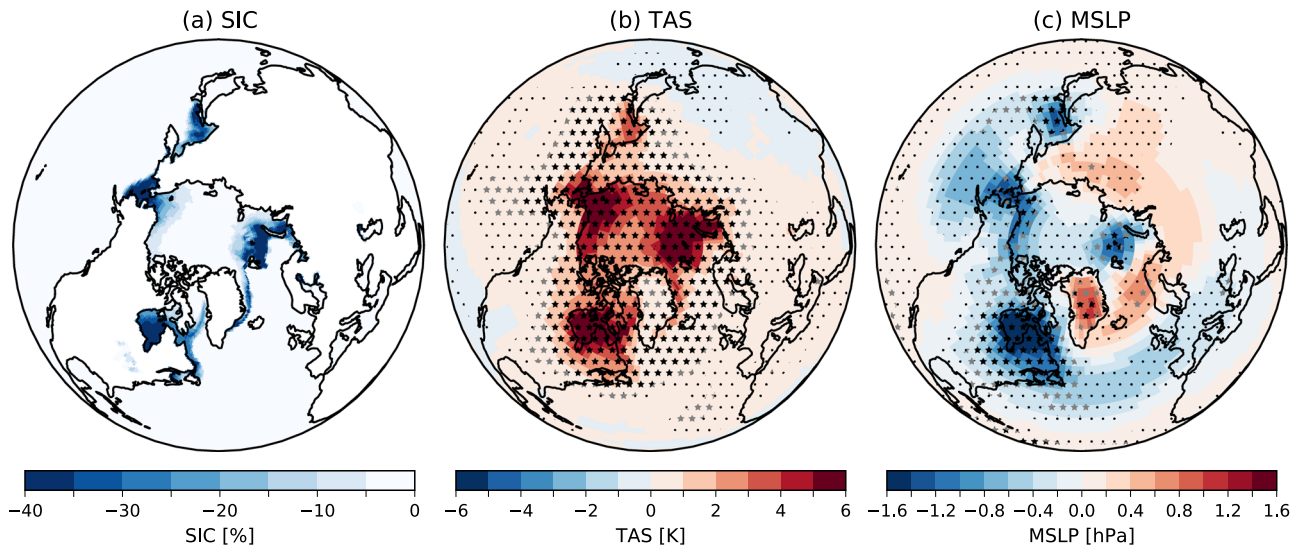 (a) SIC (b) TAS (c) MSLP
−40 −30 −20 −10 0 −6 −4 −2 0 2 4 6 −1.6 −1.2 −0.8 −0.4 0.0 0.4 0.8 1.2 1.6
SIC [%] TAS [K] MSLP [hPa]